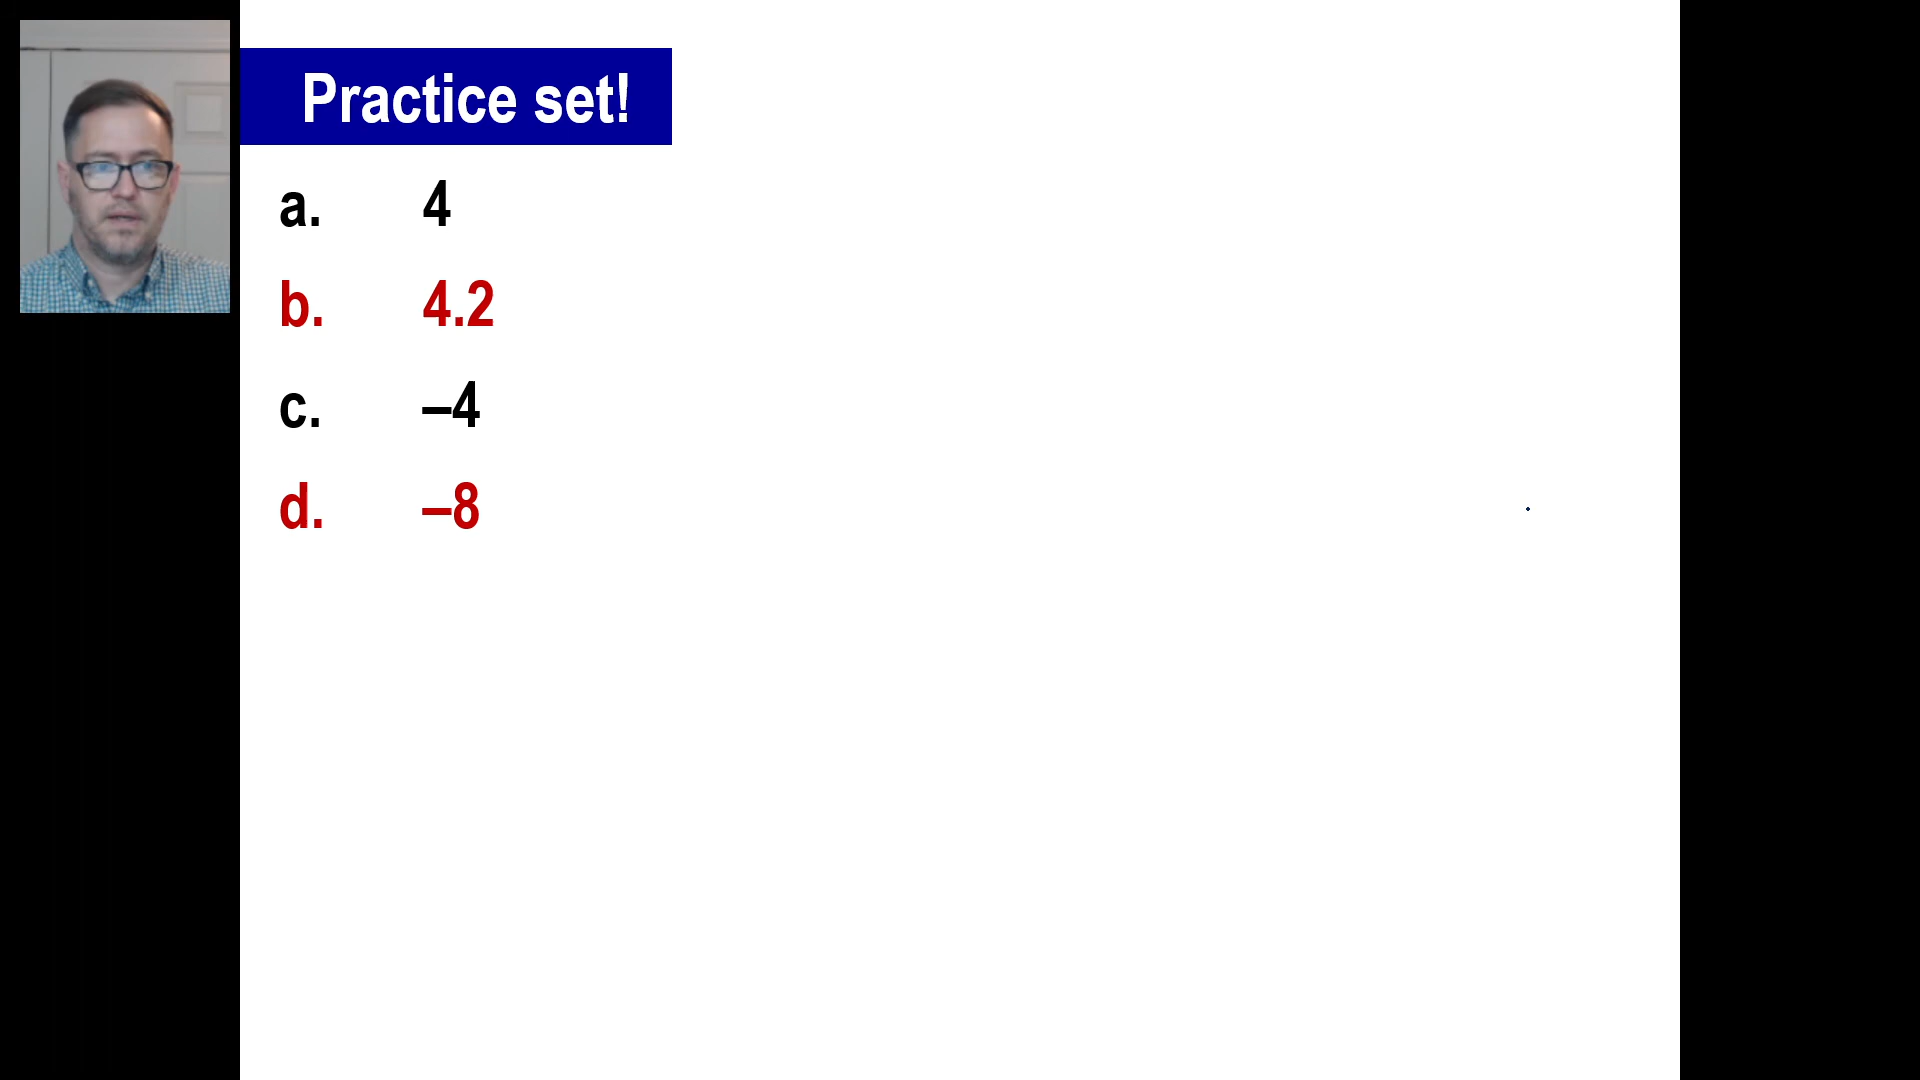 Practice set!
a. 4
b. 4.2
c. –4
d. –8